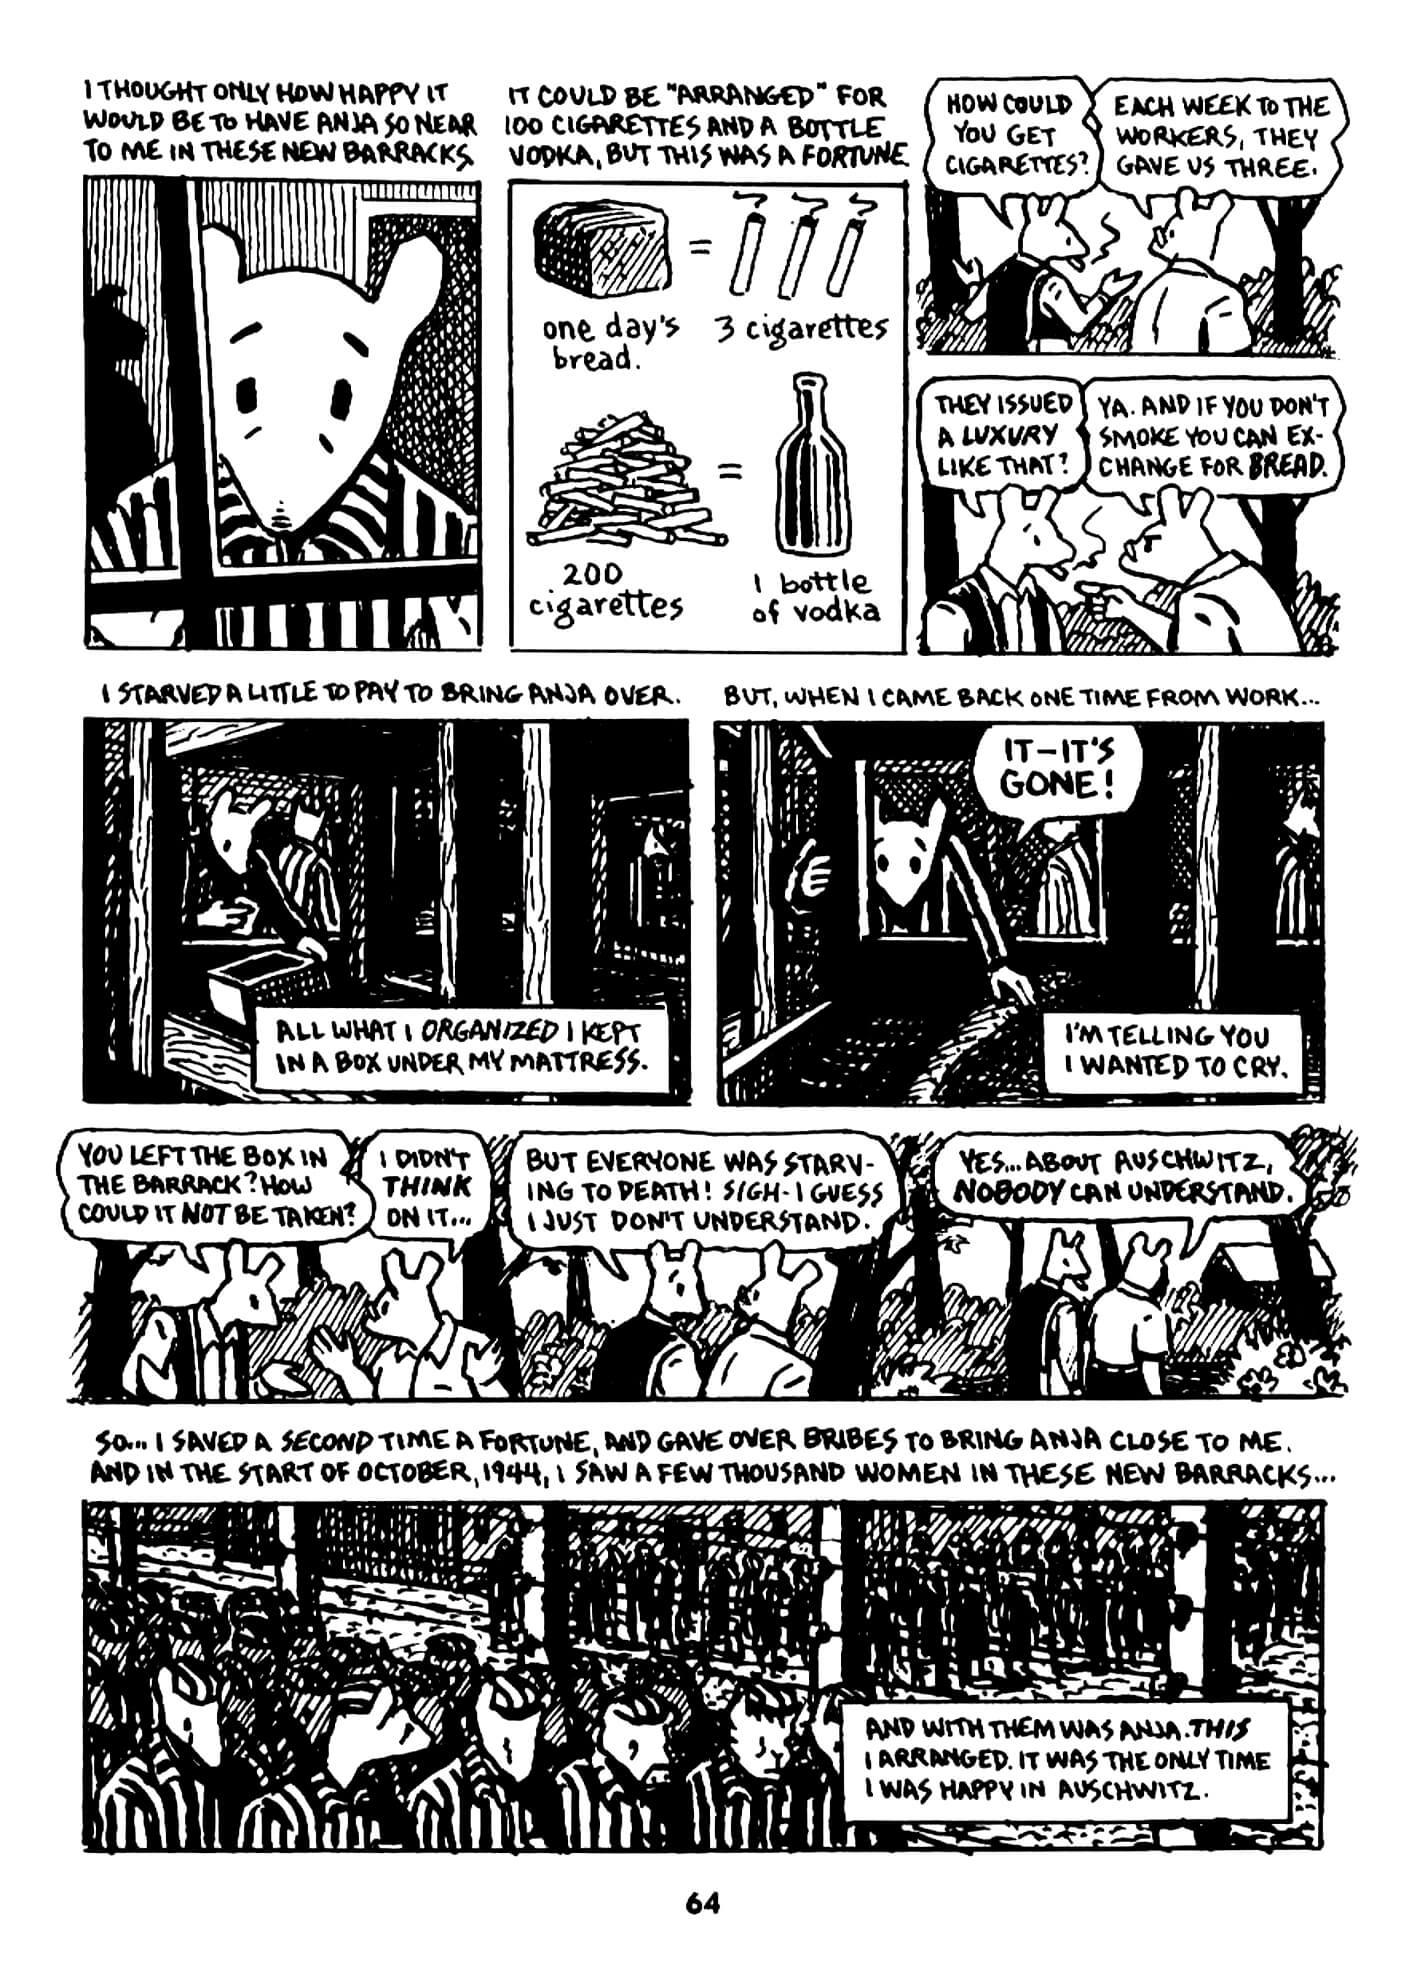 I THOUGHT ONLY HOW HAPPY IT
WOULD BE TO HAVE ANJA SO NEAR
TO ME IN THESE NEW BARRACKS.
IT COULD BE "ARRANGED" FOR
100 CIGARETTES AND A BOTTLE
VODKA, BUT THIS WAS A FORTUNE.
one day's
bread.
=
3 cigarettes
200
cigarettes
=
1 bottle
of vodka
HOW COULD
YOU GET
CIGARETTES?
EACH WEEK TO THE
WORKERS, THEY
GAVE US THREE.
THEY ISSUED
A LUXURY
LIKE THAT?
YA. AND IF YOU DON'T
SMOKE YOU CAN EX-
CHANGE FOR BREAD.
I STARVED A LITTLE TO PAY TO BRING ANJA OVER.
ALL WHAT I ORGANIZED I KEPT
IN A BOX UNDER MY MATTRESS.
BUT, WHEN I CAME BACK ONE TIME FROM WORK...
IT-IT'S
GONE!
I'M TELLING YOU
I WANTED TO CRY.
YOU LEFT THE BOX IN
THE BARRACK? HOW
COULD IT NOT BE TAKEN?
I DIDN'T
THINK
ON IT...
BUT EVERYONE WAS STARV-
ING TO DEATH! SIGH-I GUESS
I JUST DON'T UNDERSTAND.
YES...ABOUT AUSCHWITZ,
NOBODY CAN UNDERSTAND.
SO... I SAVED A SECOND TIME A FORTUNE, AND GAVE OVER BRIBES TO BRING ANJA CLOSE TO ME.
AND IN THE START OF OCTOBER, 1944, I SAW A FEW THOUSAND WOMEN IN THESE NEW BARRACKS...
AND WITH THEM WAS ANJA. THIS
I ARRANGED. IT WAS THE ONLY TIME
I WAS HAPPY IN AUSCHWITZ.
64